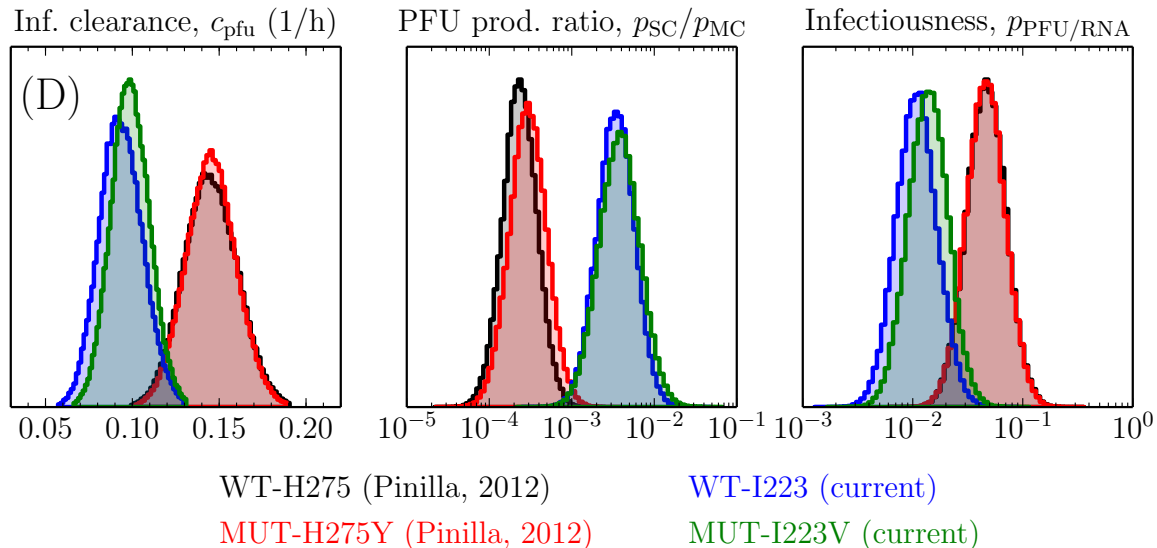 Inf. clearance, c_pfu (1/h) PFU prod. ratio, p_SC/p_MC Infectiousness, p_PFU/RNA
(D)
0.05 0.10 0.15 0.20 10^−5 10^−4 10^−3 10^−2 10^−1 10^−3 10^−2 10^−1 10^0
WT-H275 (Pinilla, 2012) WT-I223 (current)
MUT-H275Y (Pinilla, 2012) MUT-I223V (current)